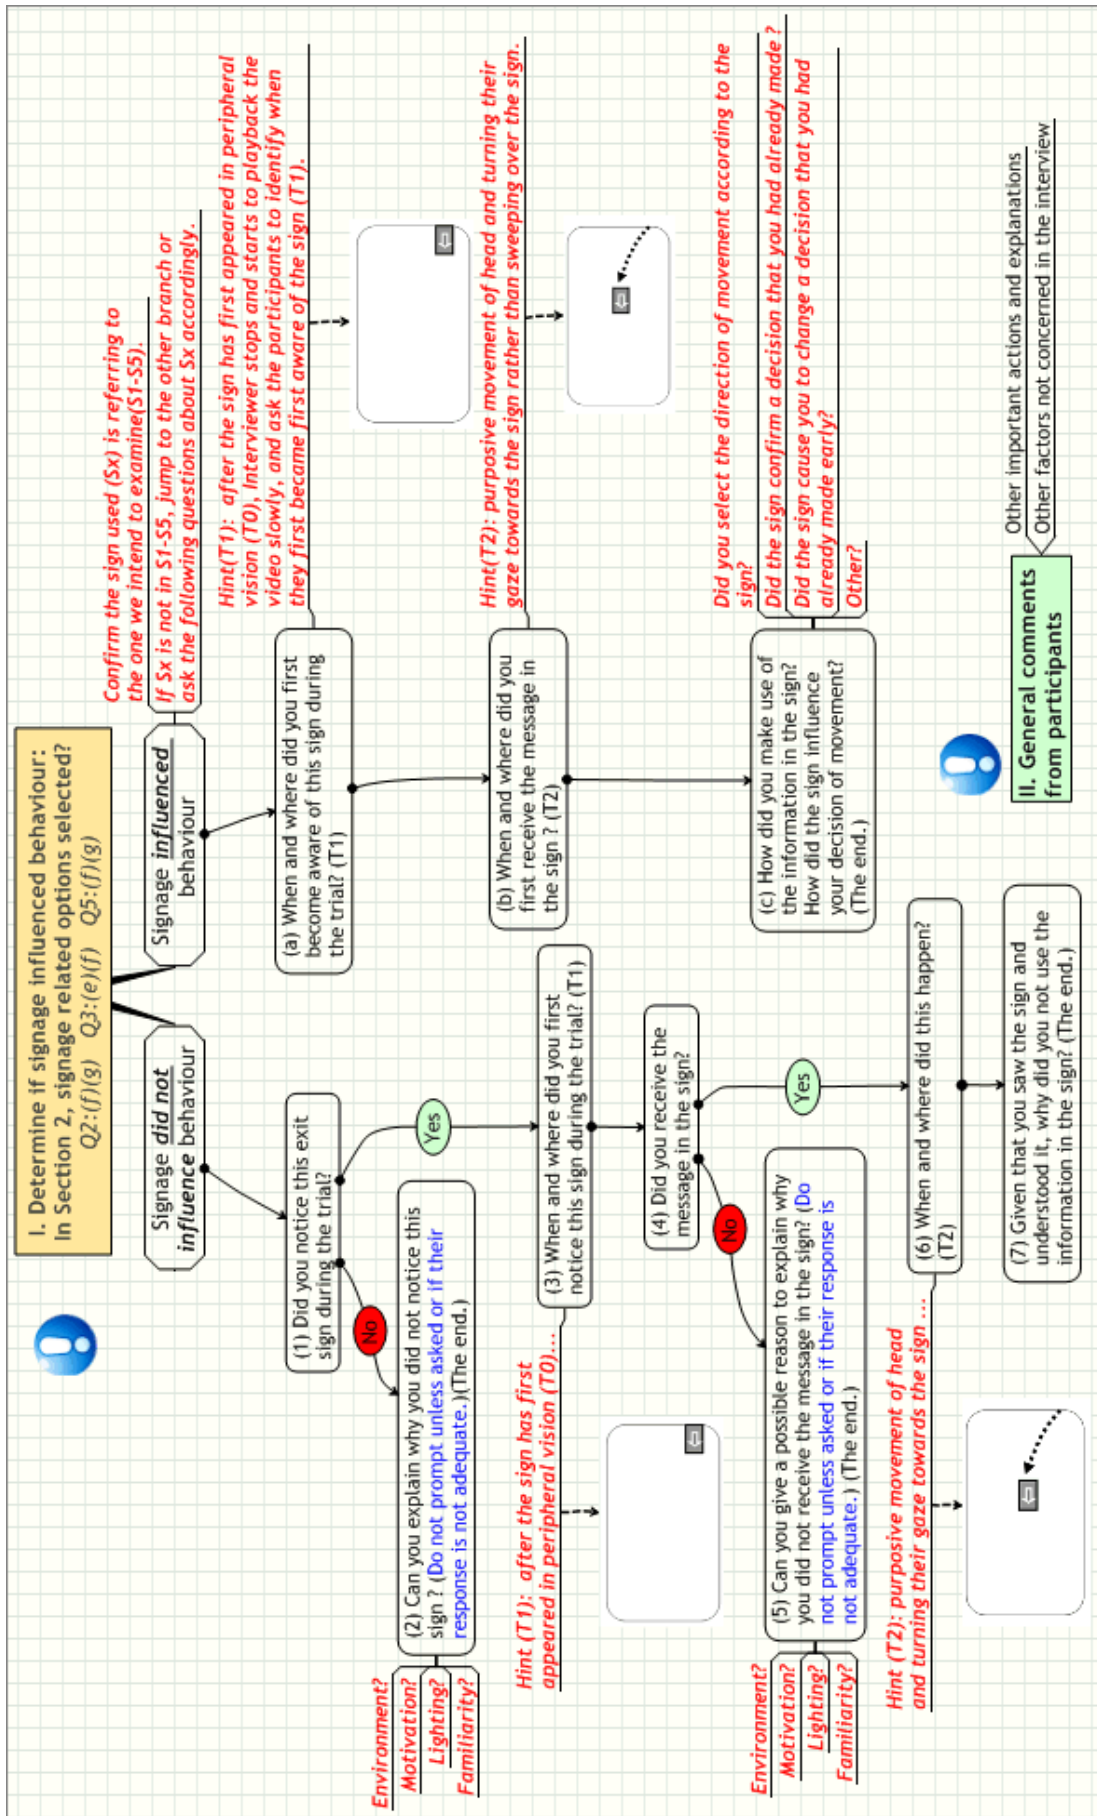 I. Determine if signage influenced behaviour:
In Section 2, signage related options selected?
Q2:(f)(g) Q3:(e)(f) Q5:(f)(g)
Signage did not
influence behaviour
(1) Did you notice this exit
sign during the trial?
No
Yes
(2) Can you explain why you did not notice this
sign ? (Do not prompt unless asked or if their
response is not adequate.)(The end.)
Environment?
Motivation?
Lighting?
Familiarity?
(3) When and where did you first
notice this sign during the trial? (T1)
Hint (T1): after the sign has first
appeared in peripheral vision (T0)...
(4) Did you receive the
message in the sign?
No
Yes
(5) Can you give a possible reason to explain why
you did not receive the message in the sign? (Do
not prompt unless asked or if their response is
not adequate.) (The end.)
Environment?
Motivation?
Lighting?
Familiarity?
(6) When and where did this happen?
(T2)
Hint (T2): purposive movement of head
and turning their gaze towards the sign ...
(7) Given that you saw the sign and
understood it, why did you not use the
information in the sign? (The end.)
Signage influenced
behaviour
Confirm the sign used (Sx) is referring to
the one we intend to examine(S1-S5).
If Sx is not in S1-S5, jump to the other branch or
ask the following questions about Sx accordingly.
(a) When and where did you first
become aware of this sign during
the trial? (T1)
Hint(T1): after the sign has first appeared in peripheral
vision (T0), Interviewer stops and starts to playback the
video slowly, and ask the participants to identify when
they first became first aware of the sign (T1).
(b) When and where did you
first receive the message in
the sign ? (T2)
Hint(T2): purposive movement of head and turning their
gaze towards the sign rather than sweeping over the sign.
(c) How did you make use of
the information in the sign?
How did the sign influence
your decision of movement?
(The end.)
Did you select the direction of movement according to the
sign?
Did the sign confirm a decision that you had already made ?
Did the sign cause you to change a decision that you had
already made early?
Other?
II. General comments
from participants
Other important actions and explanations
Other factors not concerned in the interview